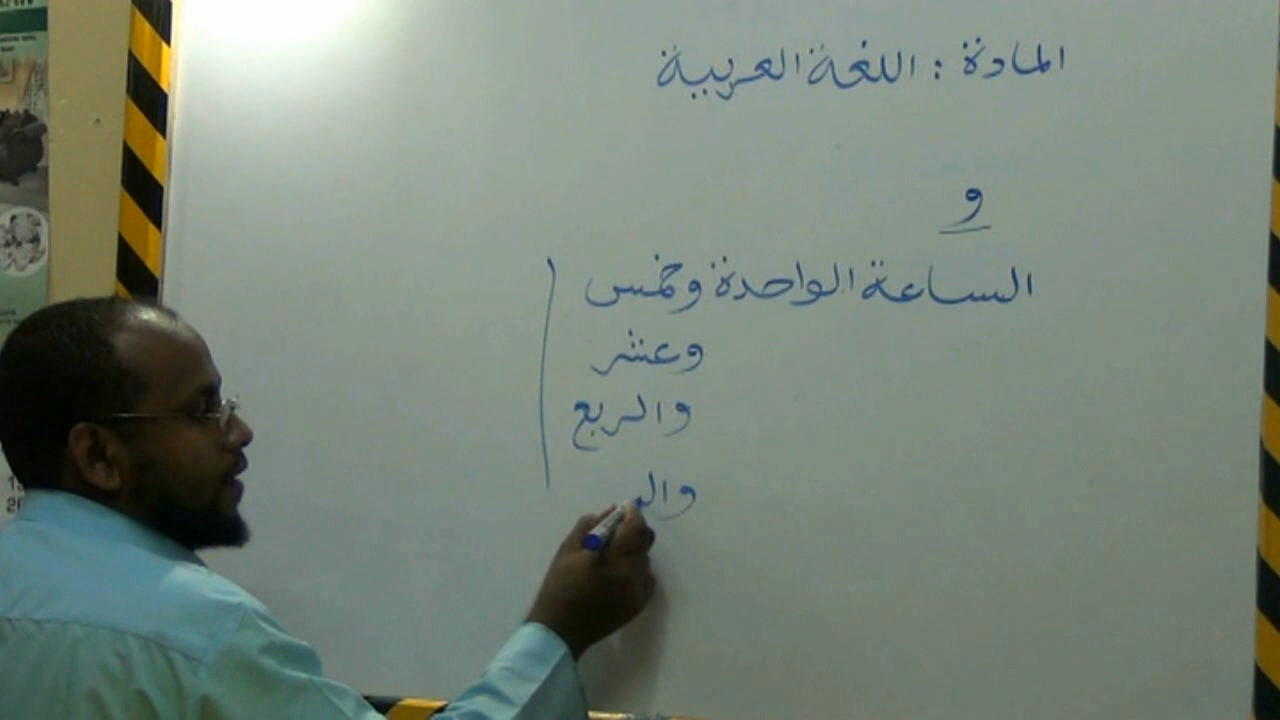 المادة : اللغة العربية
و
الساعة الواحدة وخمس
وعشر
والربع